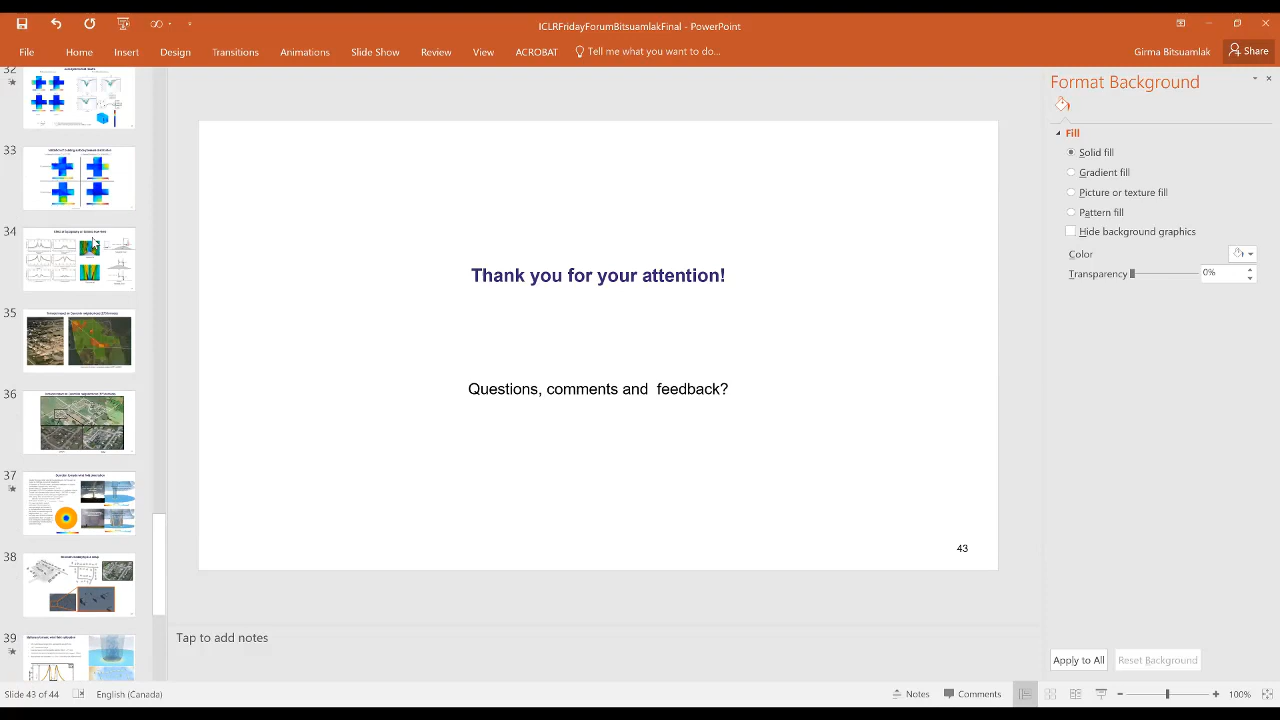 ICLRFridayForumBitsuamlakFinal - PowerPoint
File Home Insert Design Transitions Animations Slide Show Review View ACROBAT Tell me what you want to do... Girma Bitsuamlak Share
32
33
34
35
36
37
38
39
Thank you for your attention!
Questions, comments and feedback?
43
Tap to add notes
Format Background
Fill
Solid fill
Gradient fill
Picture or texture fill
Pattern fill
Hide background graphics
Color
Transparency 0%
Apply to All Reset Background
Slide 43 of 44 English (Canada) Notes Comments 100%